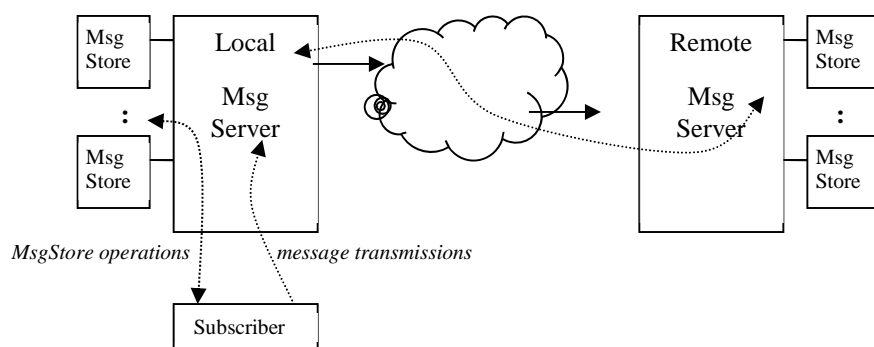 Msg
Store
Local
Remote
Msg
Store
Msg
Server
Msg
Server
:
:
Msg
Store
Msg
Store
MsgStore operations
message transmissions
Subscriber